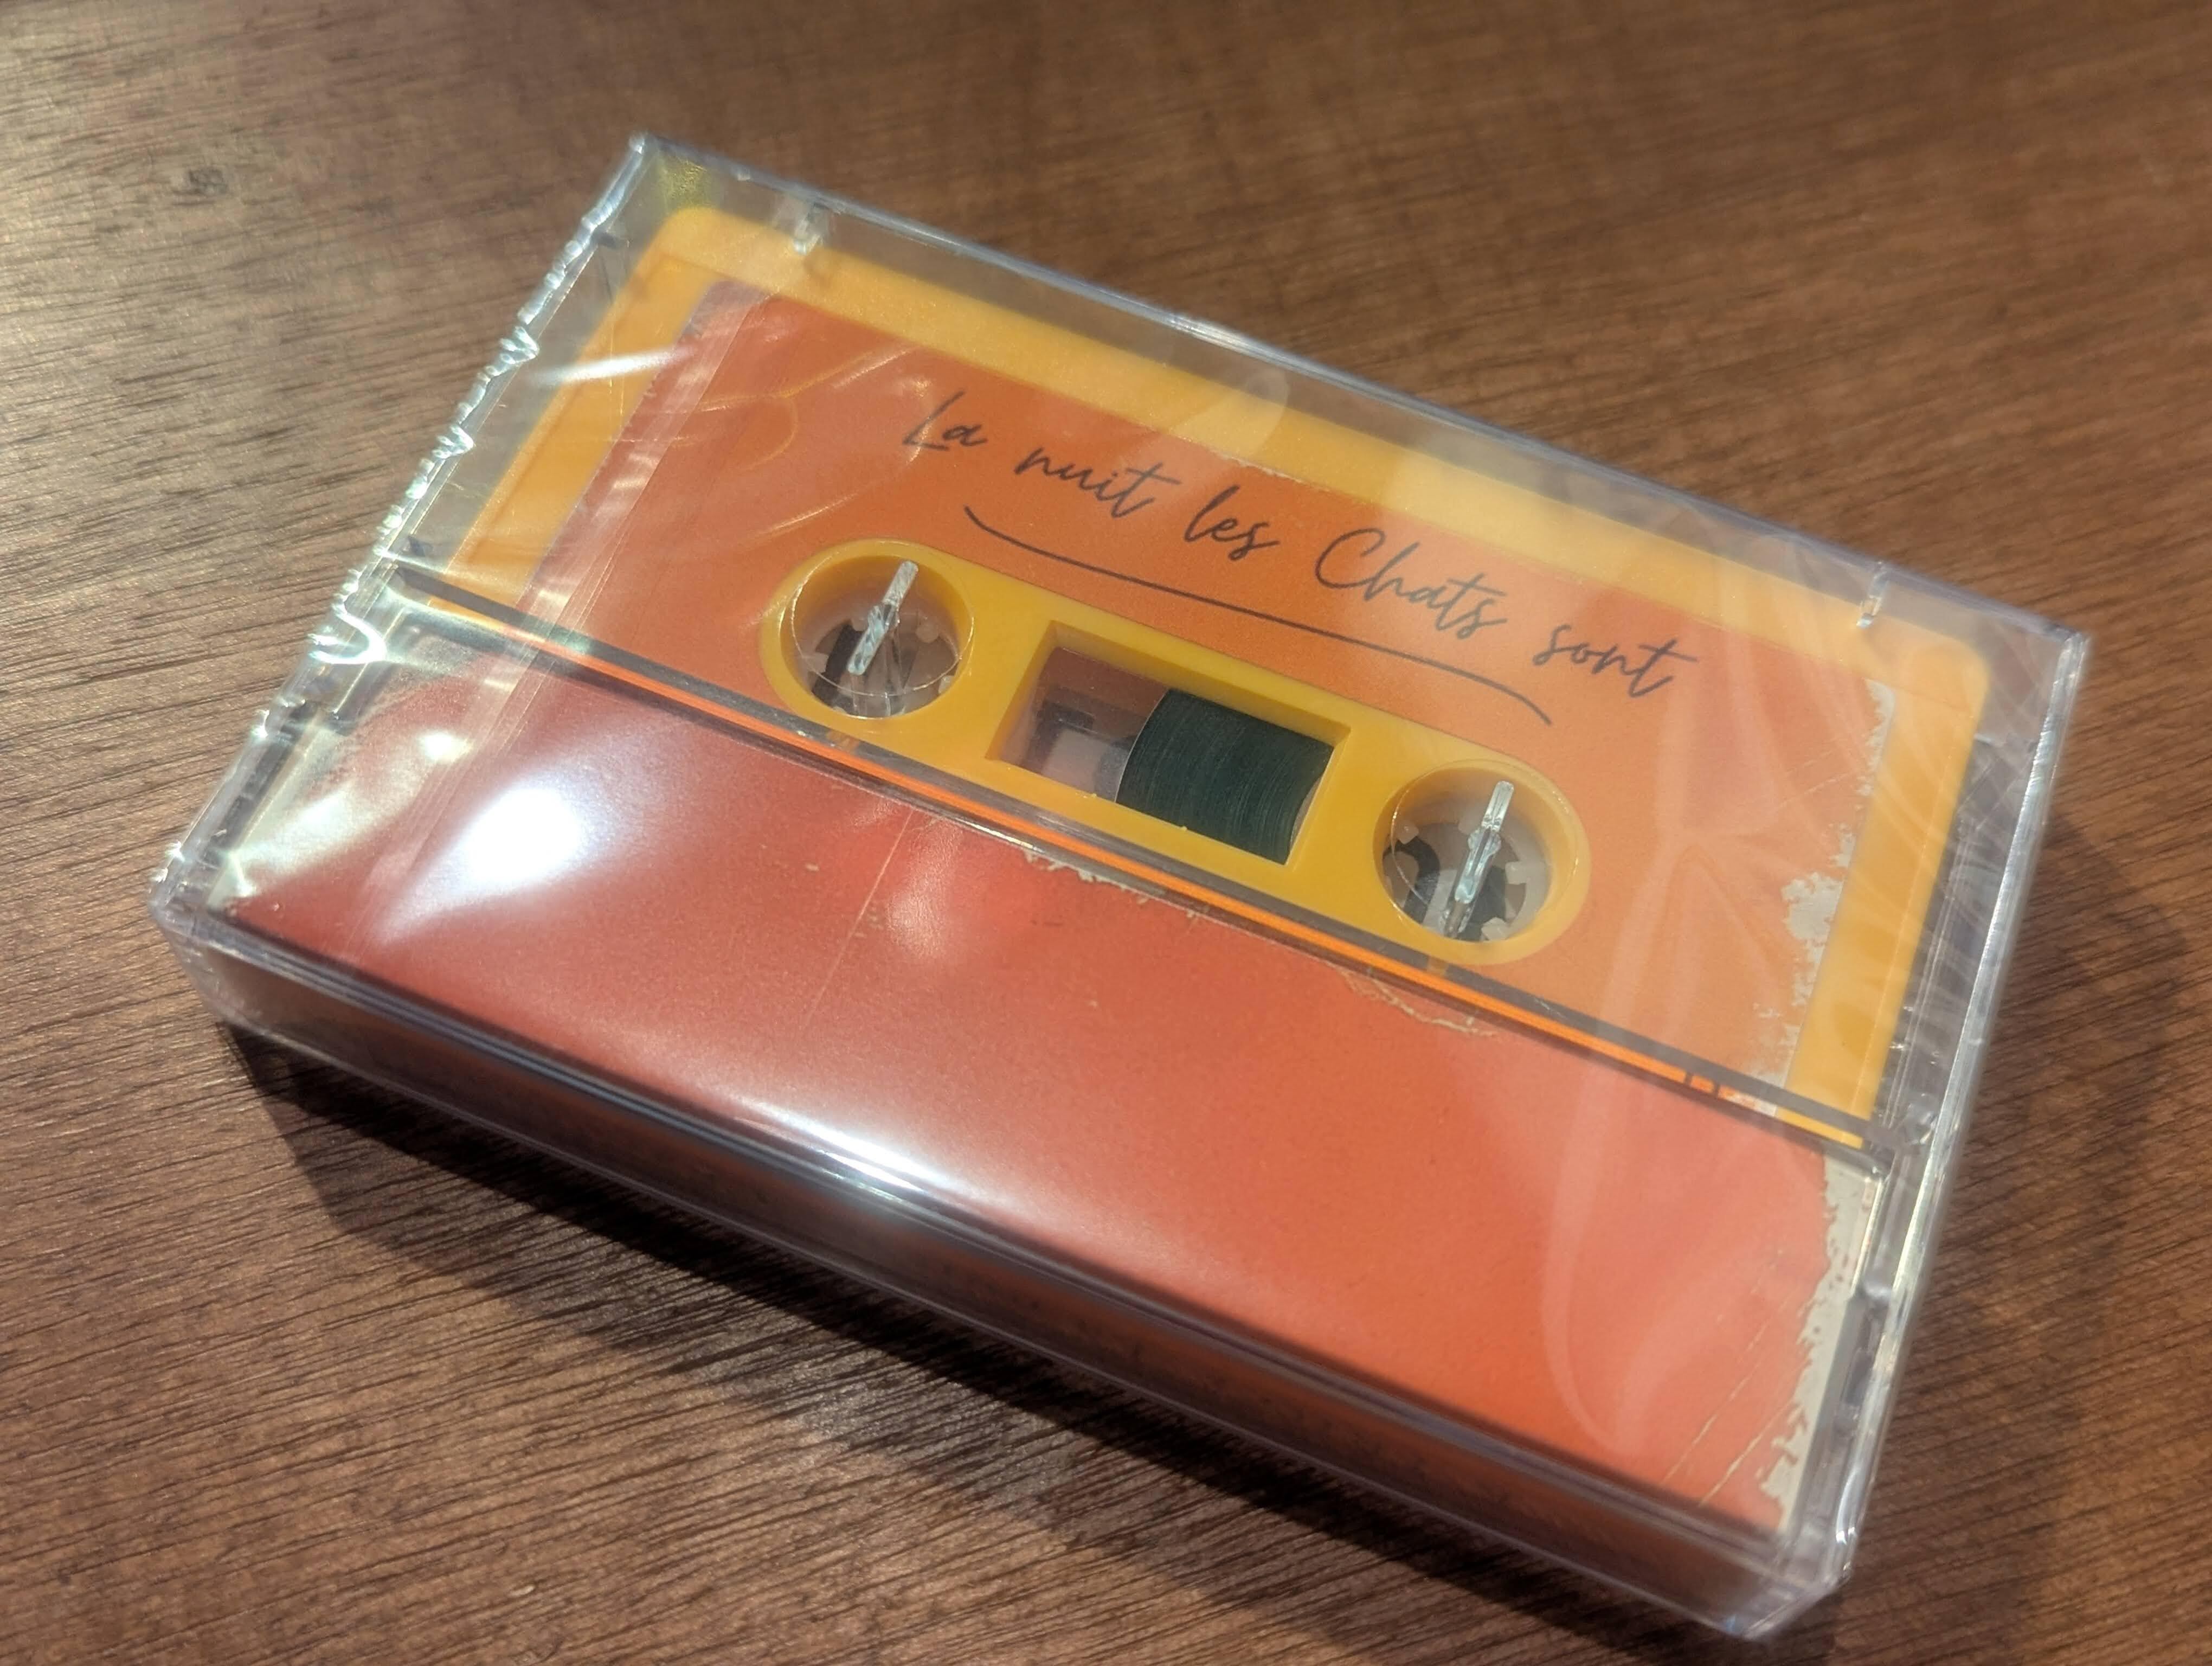 La nuit les Chats sont